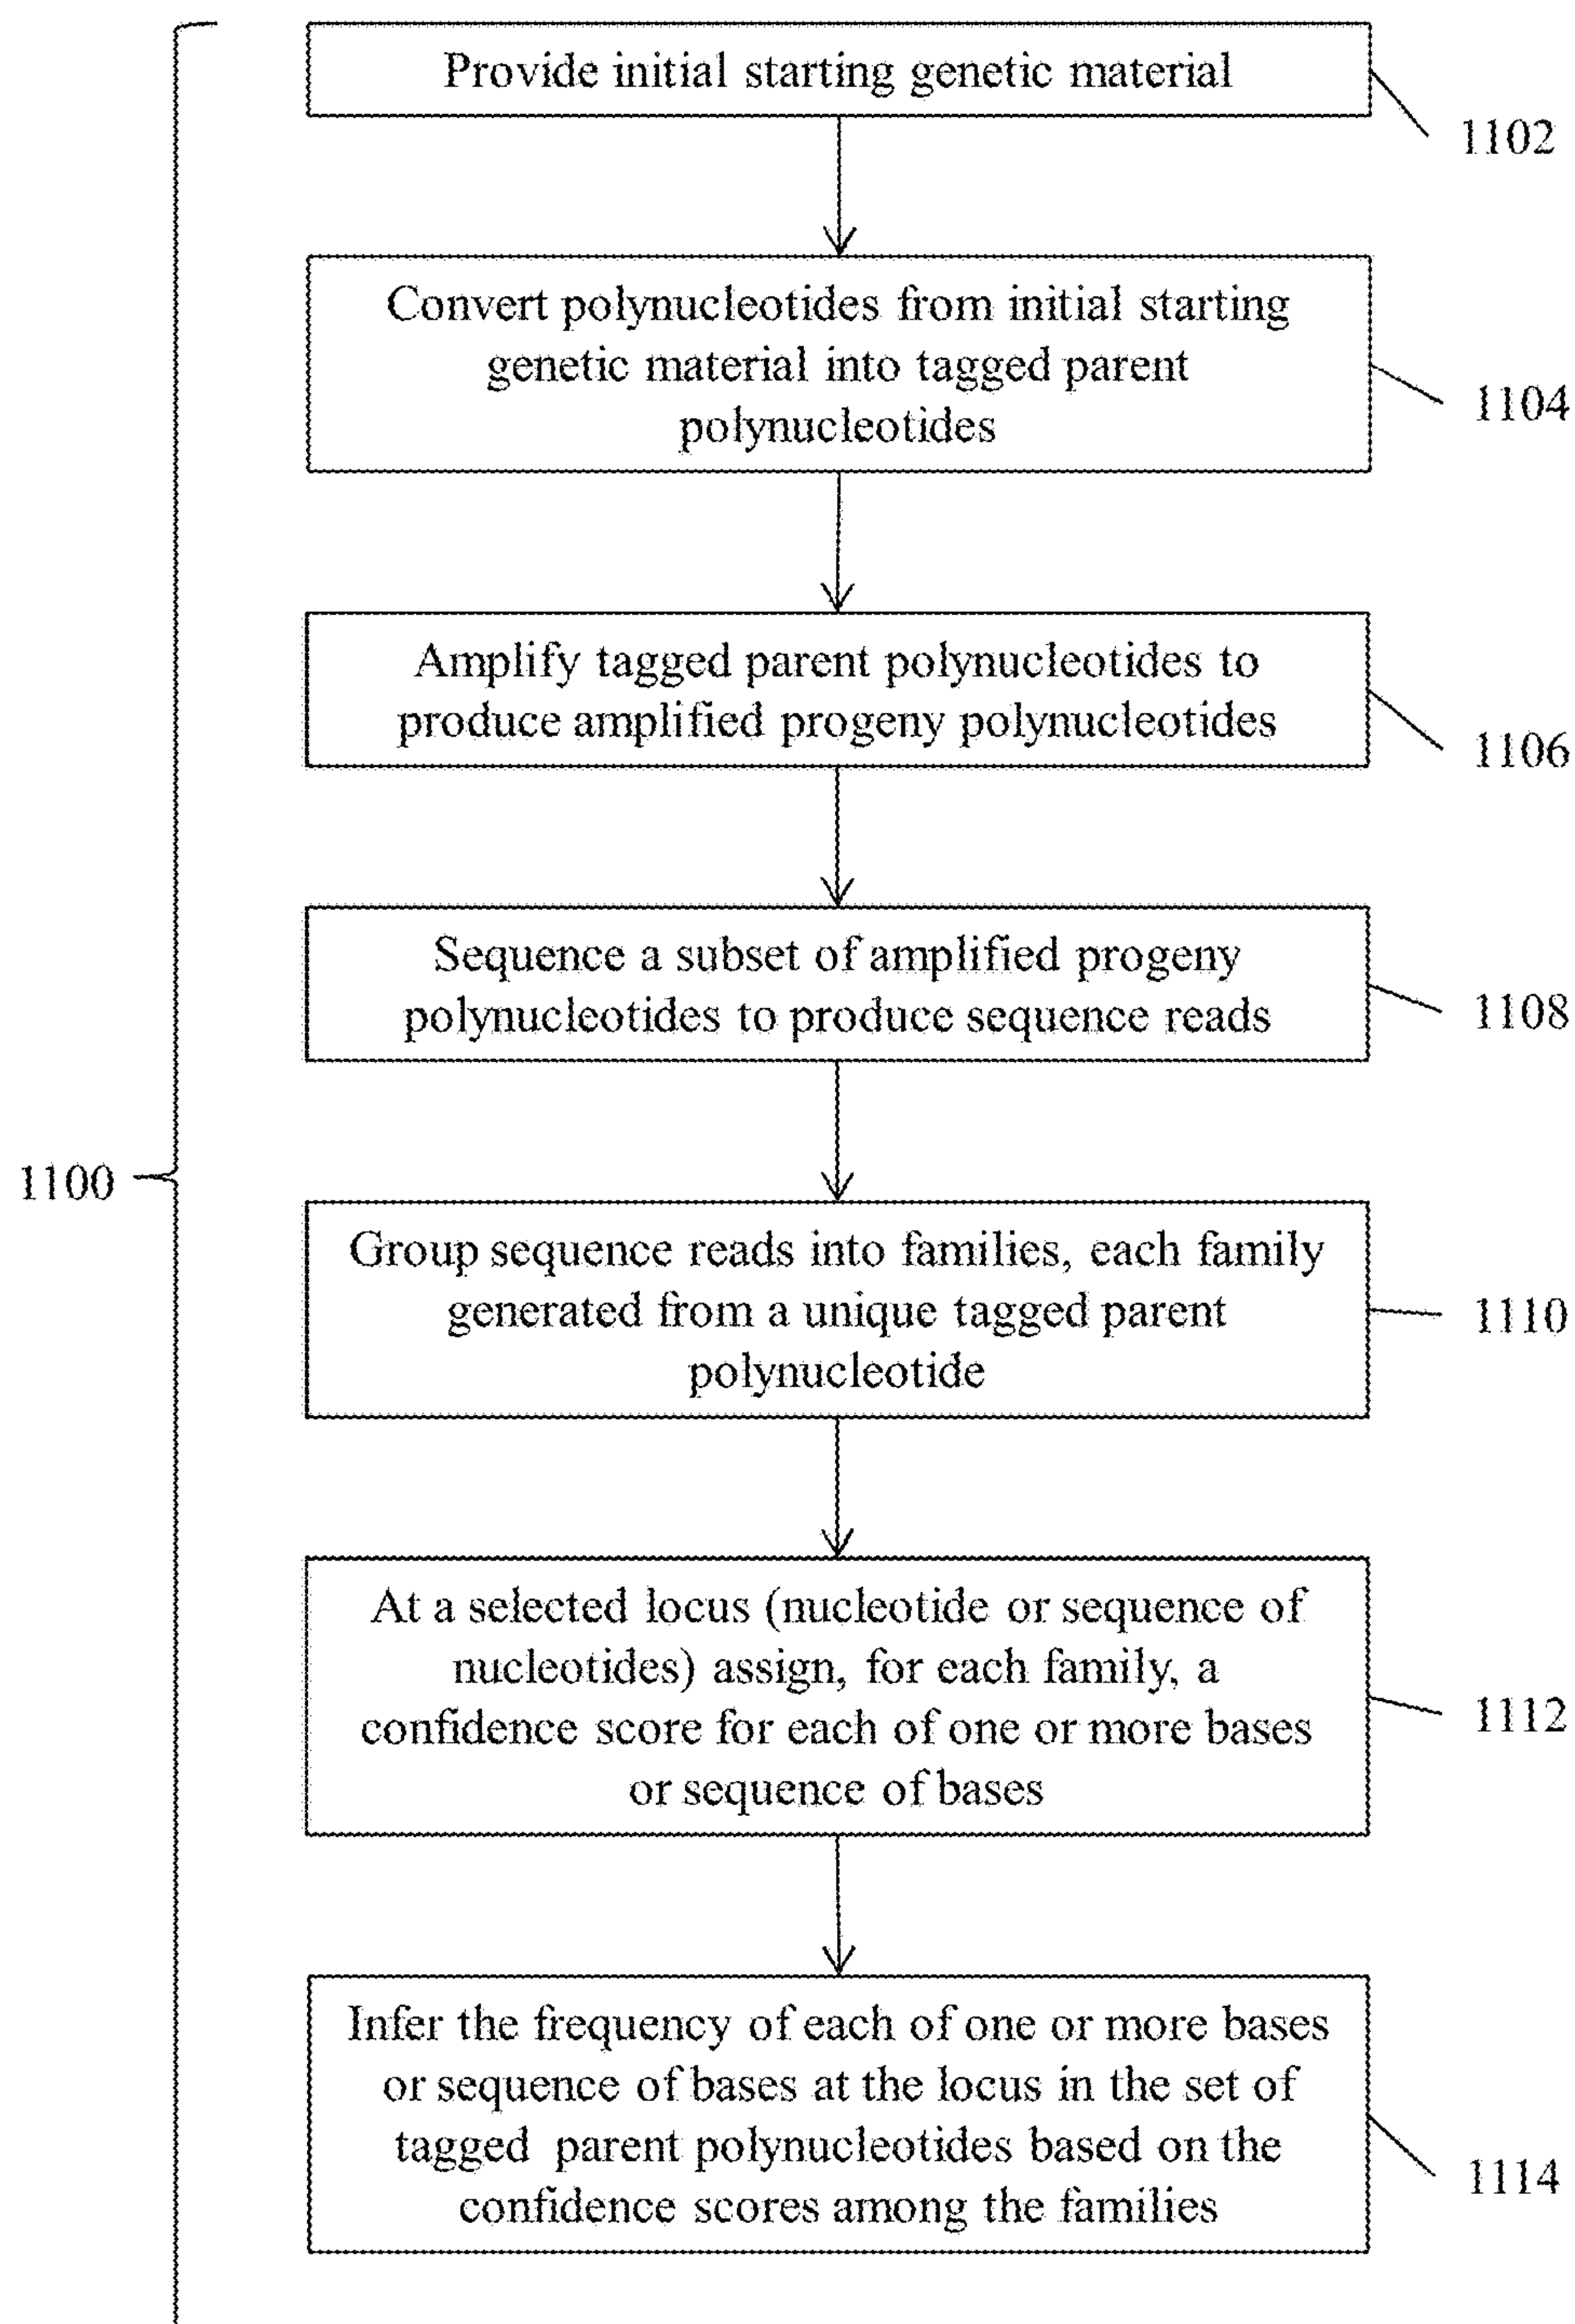 Provide initial starting genetic material
1102
Convert polynucleotides from initial starting
genetic material into tagged parent
polynucleotides
1104
Amplify tagged parent polynucleotides to
produce amplified progeny polynucleotides
1106
Sequence a subset of amplified progeny
polynucleotides to produce sequence reads
1108
1100
Group sequence reads into families, each family
generated from a unique tagged parent
polynucleotide
1110
At a selected locus (nucleotide or sequence of
nucleotides) assign, for each family, a
confidence score for each of one or more bases
or sequence of bases
1112
Infer the frequency of each of one or more bases
or sequence of bases at the locus in the set of
tagged parent polynucleotides based on the
confidence scores among the families
1114